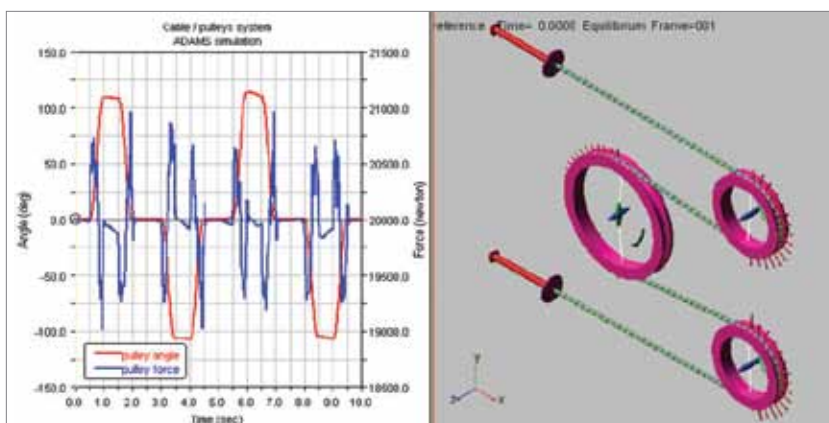 Cable / pulleys system
ADAMS simulation
150.0
100.0
50.0
0.0
-50.0
-100.0
-150.0
Angle (deg)
21500.0
21000.0
20500.0
20000.0
19500.0
19000.0
18500.0
Force (newton)
pulley angle
pulley force
0.0 1.0 2.0 3.0 4.0 5.0 6.0 7.0 8.0 9.0 10.0
Time (sec)
reference Time= 0.0000 Equilibrium Frame=001
Y
Z X